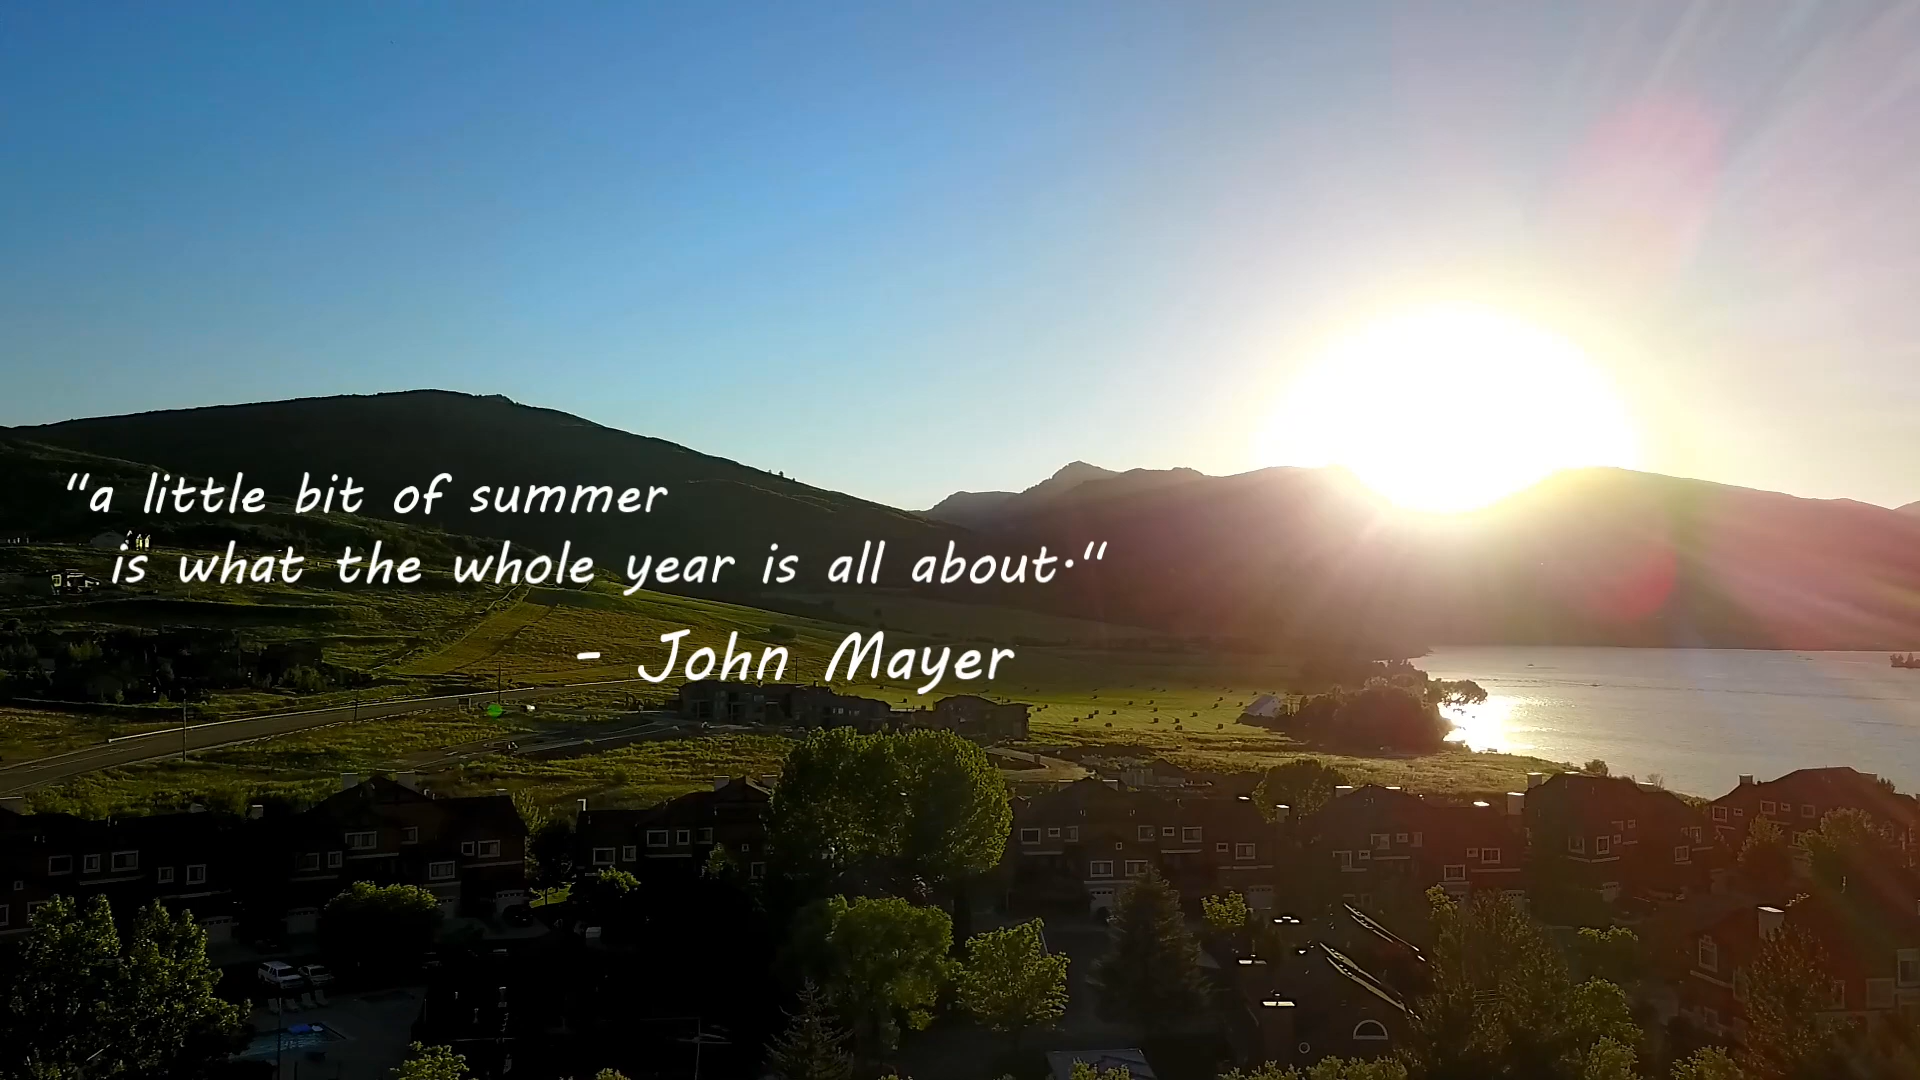 “a little bit of summer
is what the whole year is all about.“
- John Mayer